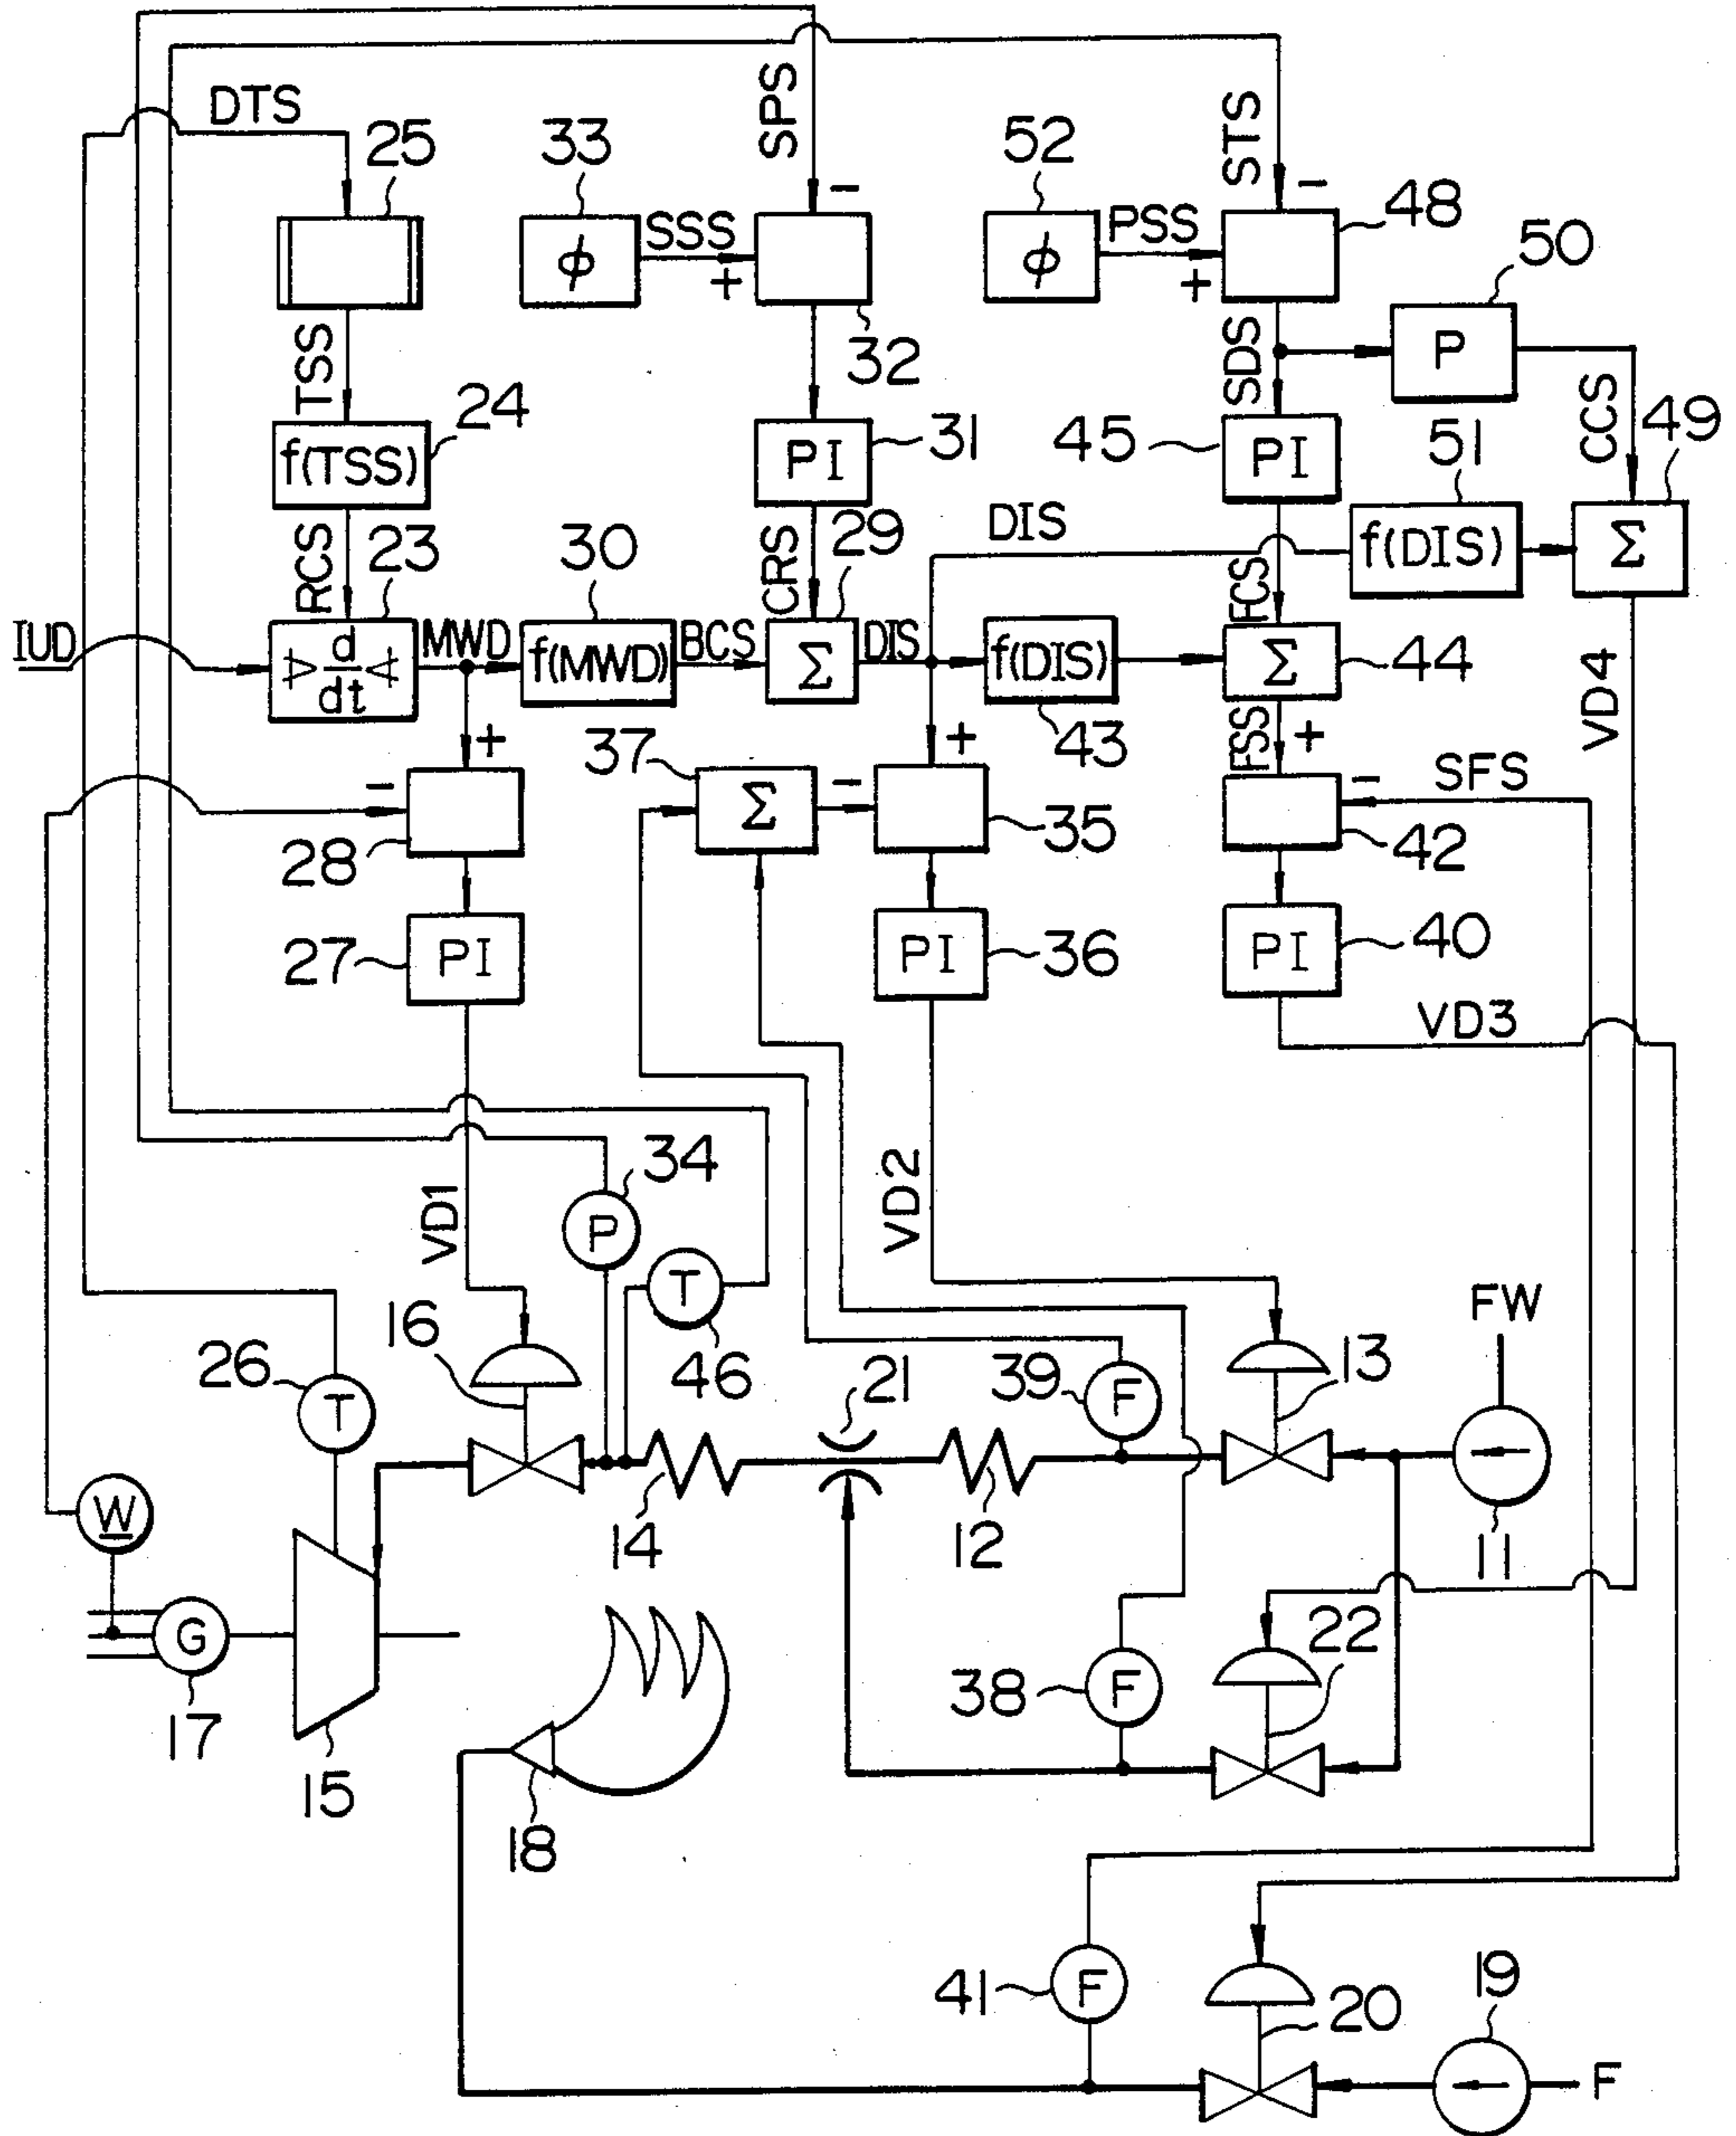 DTS
SPS
STS
25
33
52
-
-
48
SSS
PSS
50
φ
φ
+
+
32
P
TSS
SDS
CCS
49
24
31
45
51
f(TSS)
PI
PI
DIS
RCS
23
30
CRS
29
f(DIS)
Σ
FCS
IUD
MWD
BCS
DIS
> d/dt <
f(MWD)
Σ
f(DIS)
Σ
44
VD4
43
+
37
+
FSS
+
-
SFS
-
Σ
-
35
42
28
27
PI
PI
36
PI
40
VD3
34
VD1
P
VD2
T
FW
16
46
13
26
T
21
39
F
W
14
12
11
22
G
38
F
17
15
18
19
41
F
20
F